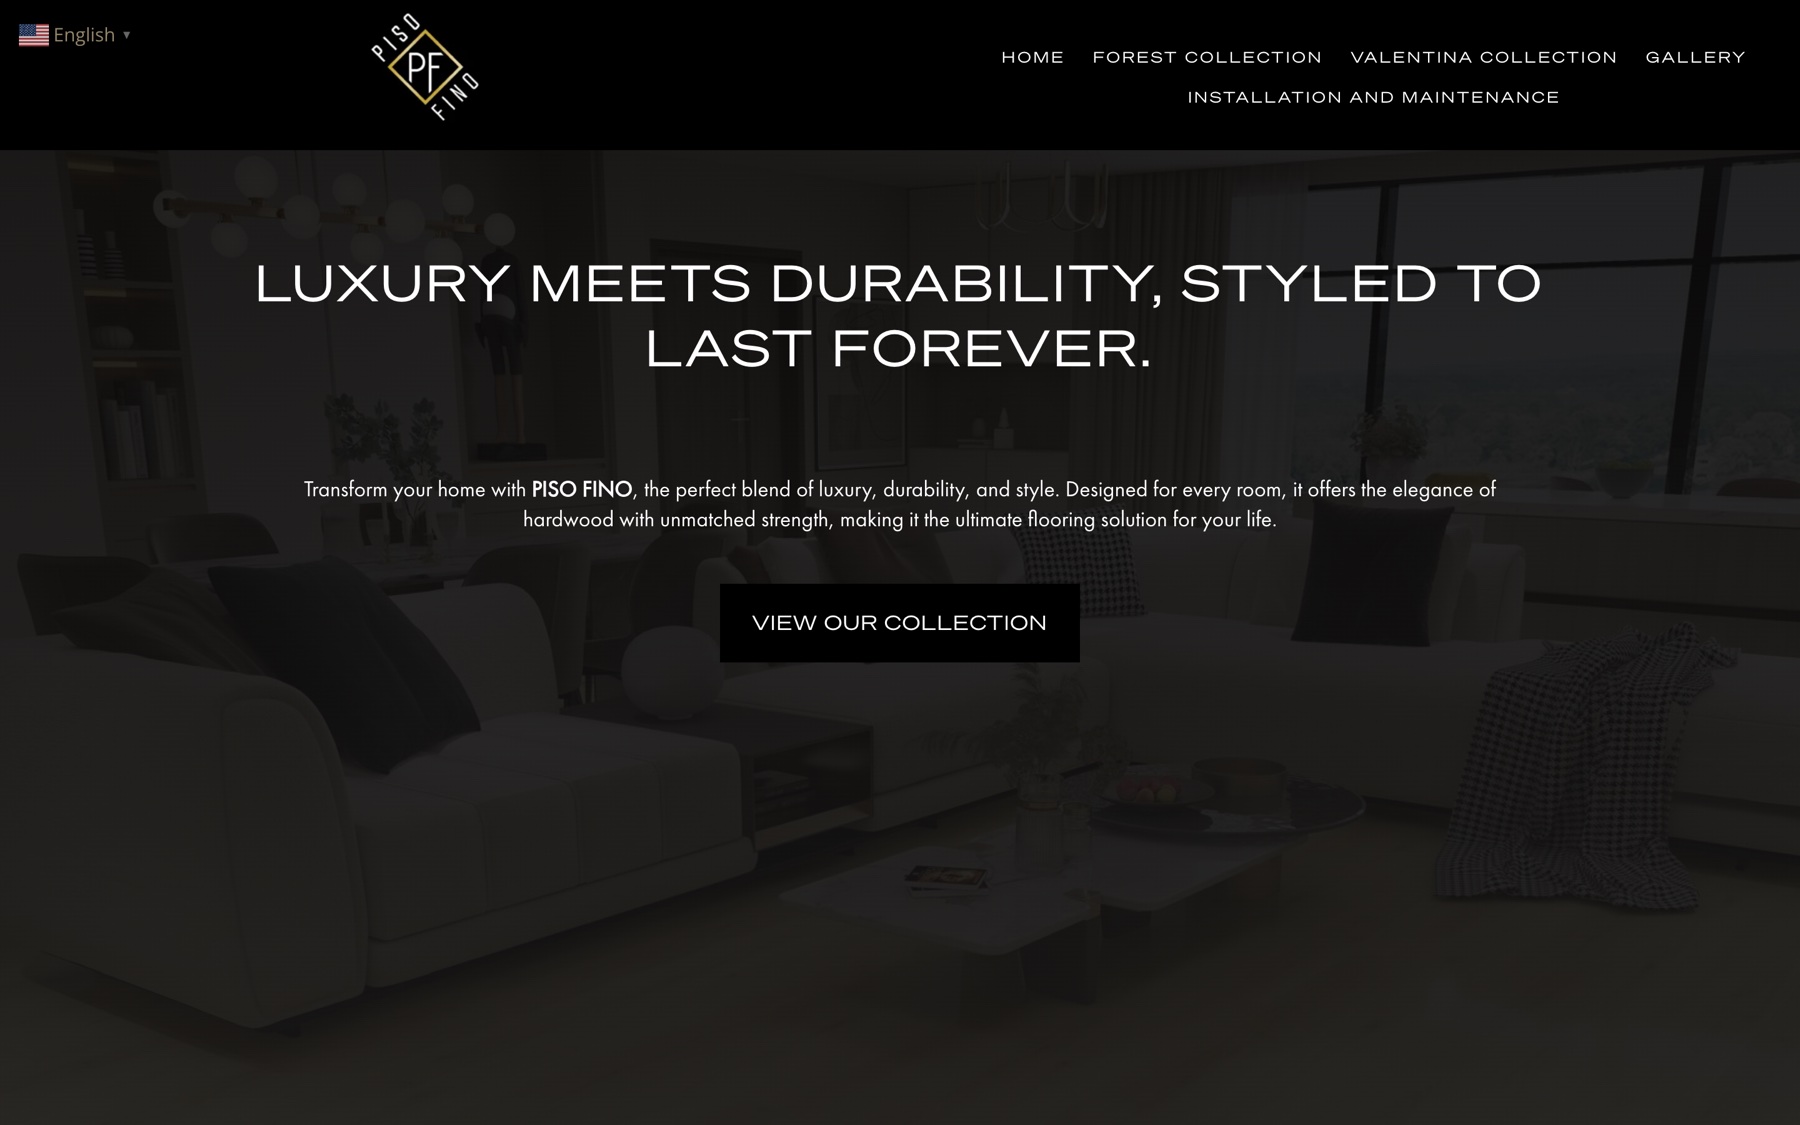 English ▼
PISO
PF
FINO
HOME FOREST COLLECTION VALENTINA COLLECTION GALLERY
INSTALLATION AND MAINTENANCE
LUXURY MEETS DURABILITY, STYLED TO
LAST FOREVER.
Transform your home with PISO FINO, the perfect blend of luxury, durability, and style. Designed for every room, it offers the elegance of
hardwood with unmatched strength, making it the ultimate flooring solution for your life.
VIEW OUR COLLECTION